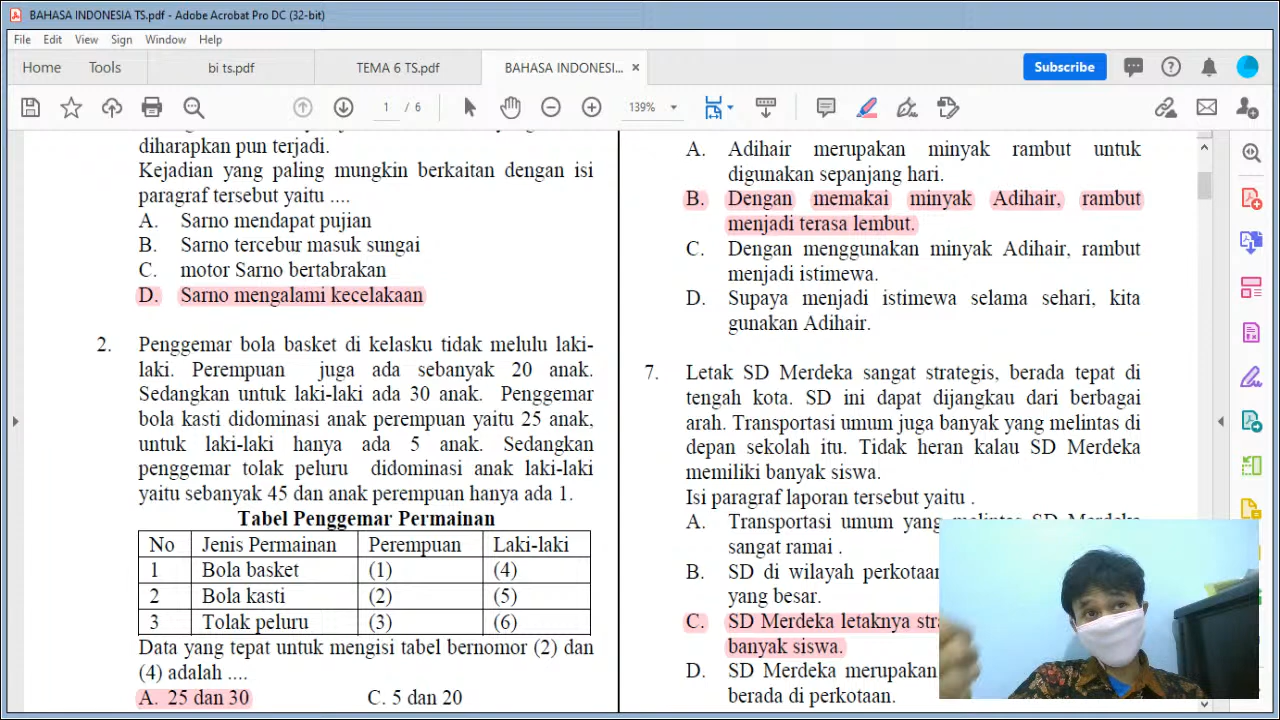 BAHASA INDONESIA TS.pdf - Adobe Acrobat Pro DC (32-bit)
File Edit View Sign Window Help
Home Tools bi ts.pdf TEMA 6 TS.pdf BAHASA INDONESI... × Subscribe
1 / 6 139%
diharapkan pun terjadi.
Kejadian yang paling mungkin berkaitan dengan isi
paragraf tersebut yaitu ....
A. Sarno mendapat pujian
B. Sarno tercebur masuk sungai
C. motor Sarno bertabrakan
D. Sarno mengalami kecelakaan
2. Penggemar bola basket di kelasku tidak melulu laki-
laki. Perempuan juga ada sebanyak 20 anak.
Sedangkan untuk laki-laki ada 30 anak. Penggemar
bola kasti didominasi anak perempuan yaitu 25 anak,
untuk laki-laki hanya ada 5 anak. Sedangkan
penggemar tolak peluru didominasi anak laki-laki
yaitu sebanyak 45 dan anak perempuan hanya ada 1.
Tabel Penggemar Permainan
No Jenis Permainan Perempuan Laki-laki
1 Bola basket (1) (4)
2 Bola kasti (2) (5)
3 Tolak peluru (3) (6)
Data yang tepat untuk mengisi tabel bernomor (2) dan
(4) adalah ....
A. 25 dan 30 C. 5 dan 20
A. Adihair merupakan minyak rambut untuk
digunakan sepanjang hari.
B. Dengan memakai minyak Adihair, rambut
menjadi terasa lembut.
C. Dengan menggunakan minyak Adihair, rambut
menjadi istimewa.
D. Supaya menjadi istimewa selama sehari, kita
gunakan Adihair.
7. Letak SD Merdeka sangat strategis, berada tepat di
tengah kota. SD ini dapat dijangkau dari berbagai
arah. Transportasi umum juga banyak yang melintas di
depan sekolah itu. Tidak heran kalau SD Merdeka
memiliki banyak siswa.
Isi paragraf laporan tersebut yaitu .
A. Transportasi umum yang melintas SD Merdeka
sangat ramai .
B. SD di wilayah perkotaan
yang besar.
C. SD Merdeka letaknya
banyak siswa.
D. SD Merdeka merupakan
berada di perkotaan.